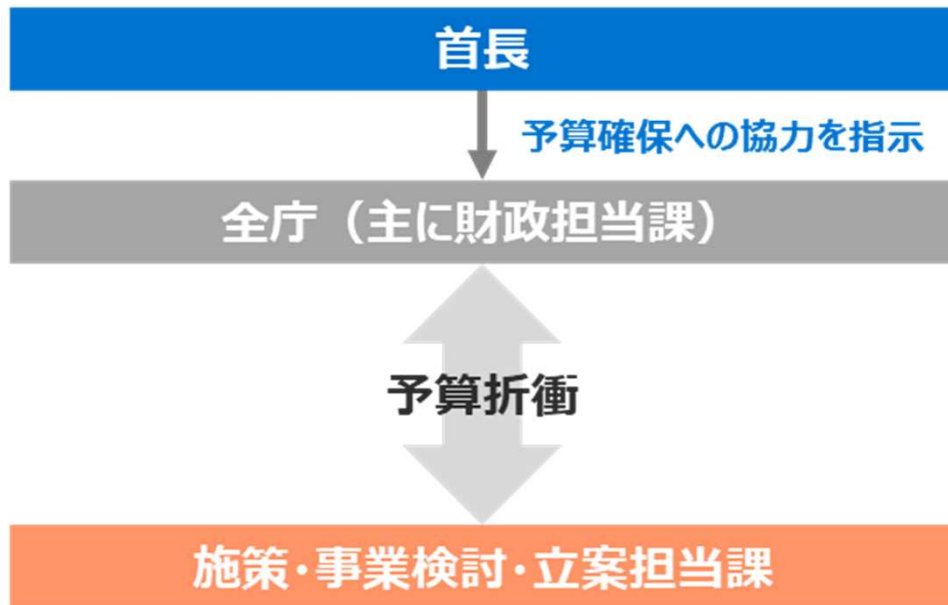 首長
予算確保への協力を指示
全庁（主に財政担当課）
予算折衝
施策・事業検討・立案担当課